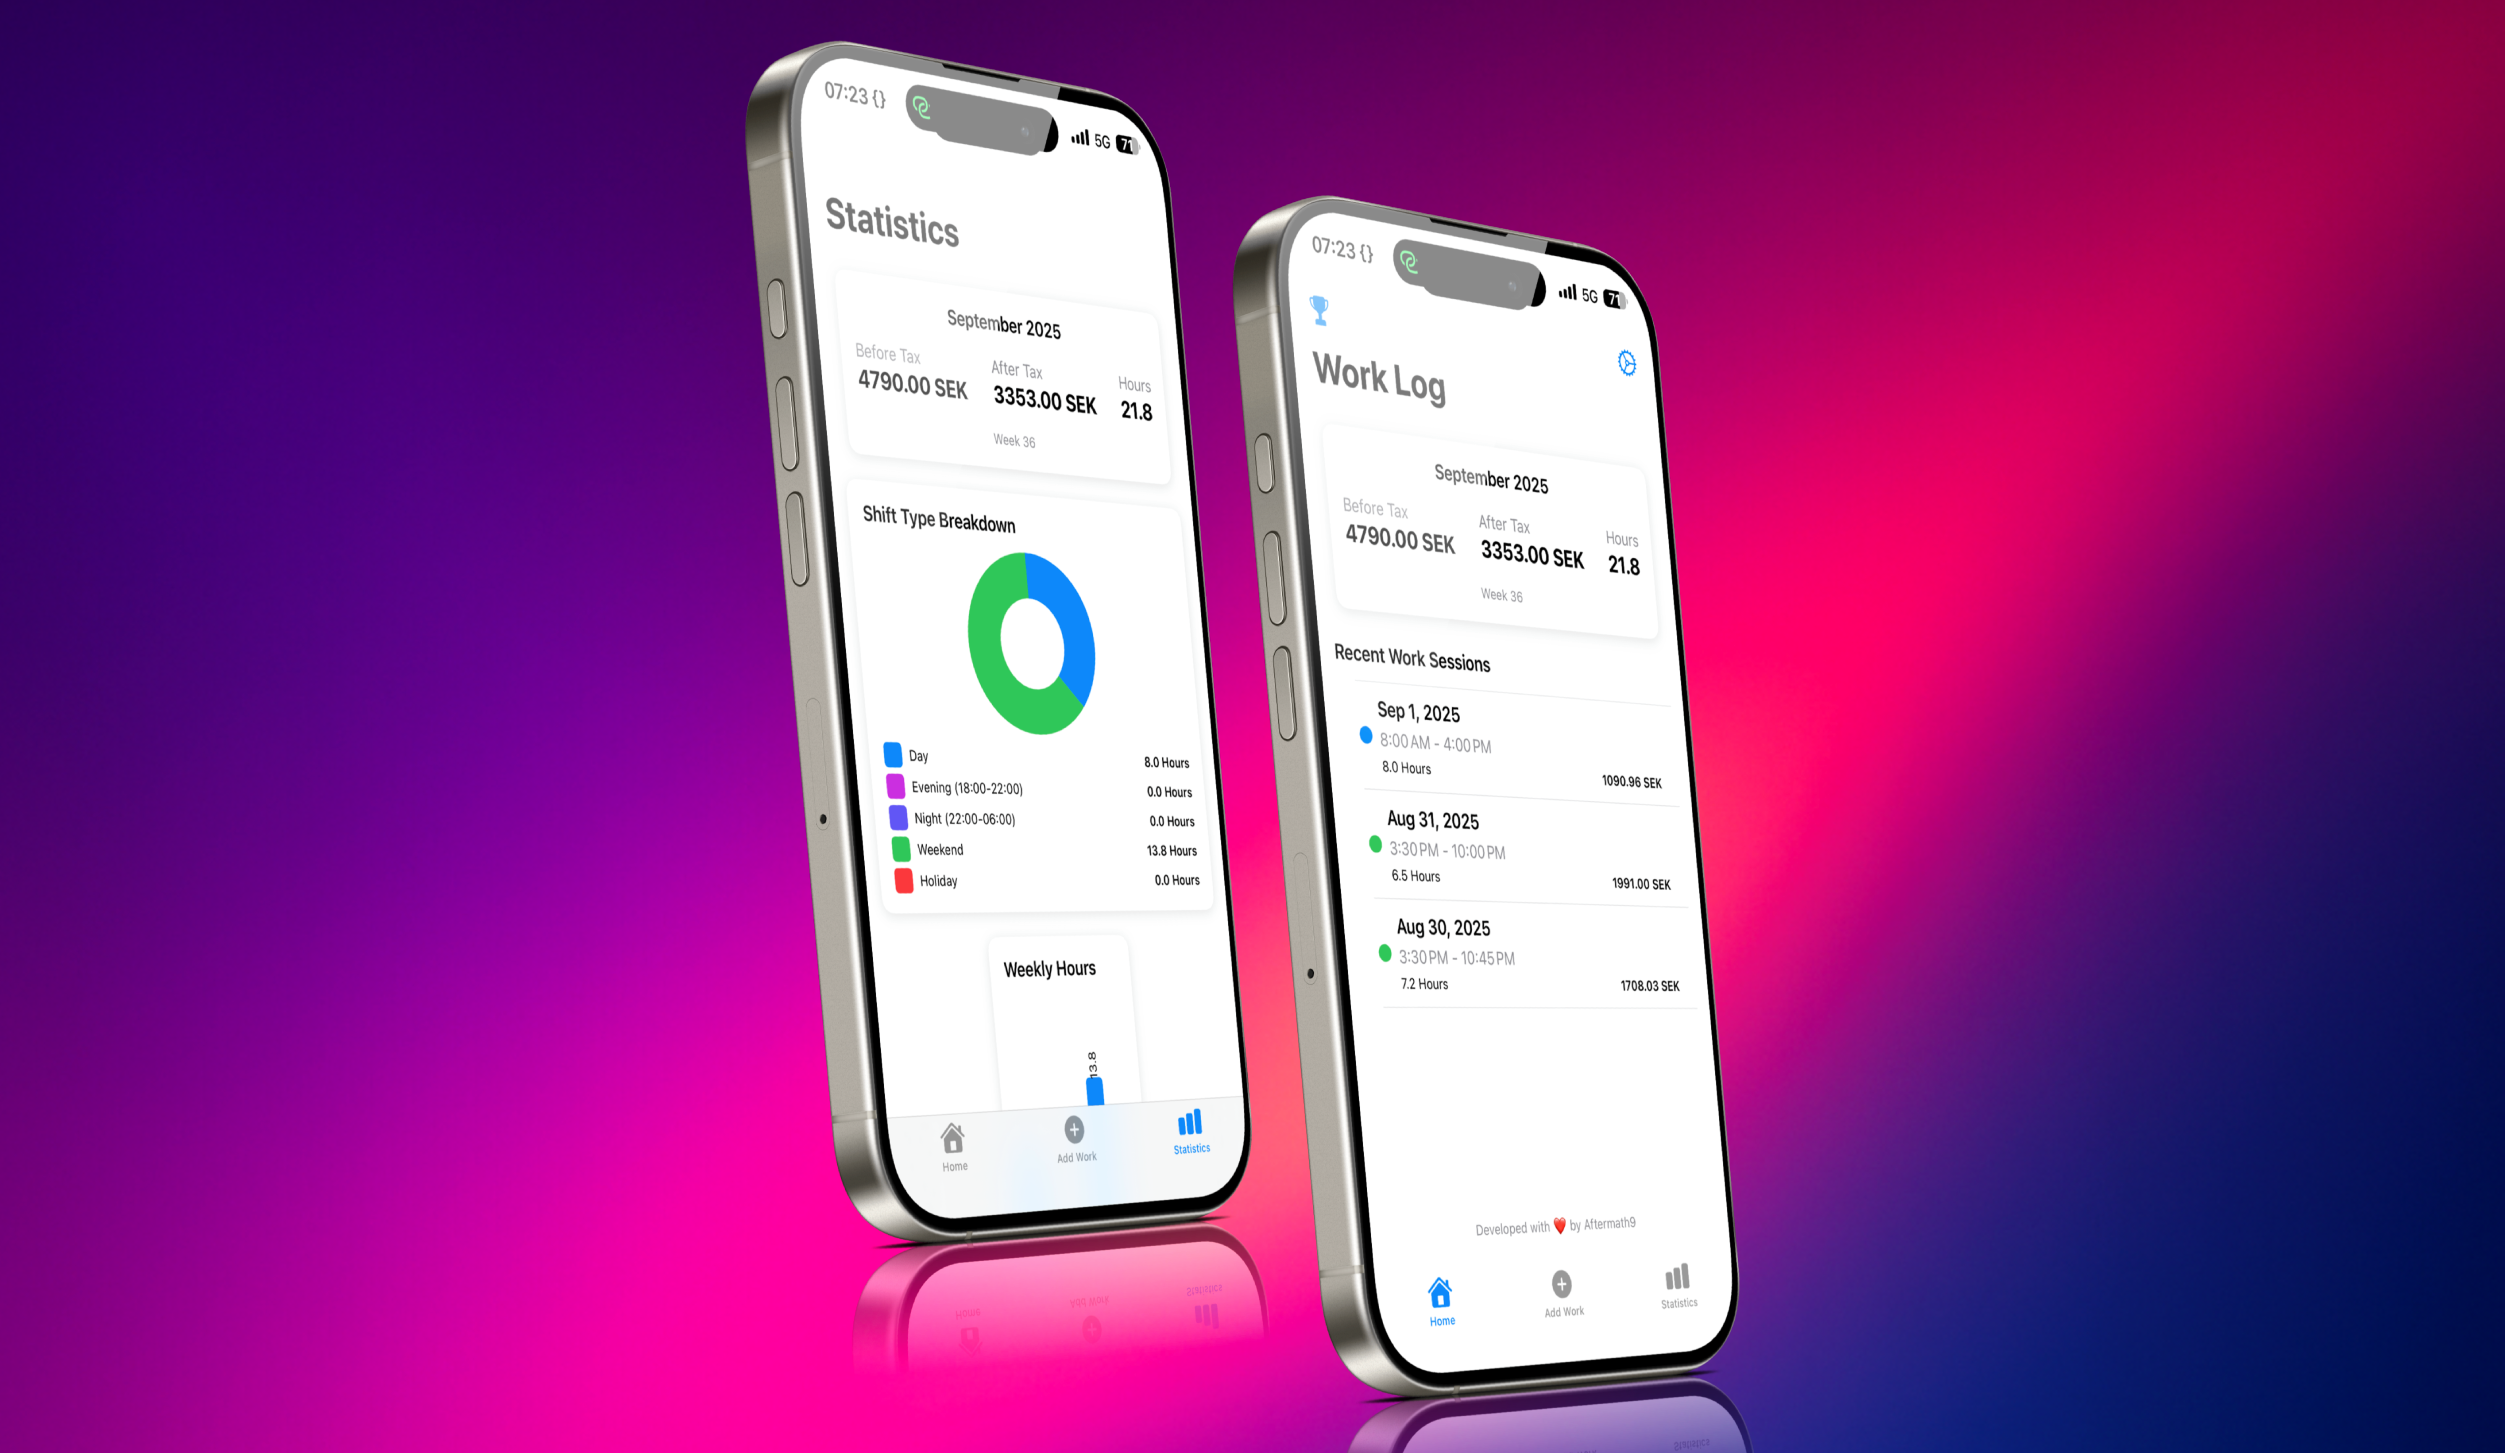 07:23 {}
5G 71
Statistics
September 2025
Before Tax After Tax Hours
4790.00 SEK 3353.00 SEK 21.8
Week 36
Shift Type Breakdown
Day 8.0 Hours
Evening (18:00-22:00) 0.0 Hours
Night (22:00-06:00) 0.0 Hours
Weekend 13.8 Hours
Holiday 0.0 Hours
Weekly Hours
13.8
Home Add Work Statistics
07:23 {}
5G 71
Work Log
September 2025
Before Tax After Tax Hours
4790.00 SEK 3353.00 SEK 21.8
Week 36
Recent Work Sessions
Sep 1, 2025
8:00 AM - 4:00 PM
8.0 Hours 1090.96 SEK
Aug 31, 2025
3:30 PM - 10:00 PM
6.5 Hours 1991.00 SEK
Aug 30, 2025
3:30 PM - 10:45 PM
7.2 Hours 1708.03 SEK
Developed with ❤️ by Aftermath9
Home Add Work Statistics
Home Add Work Statistics
Statistics